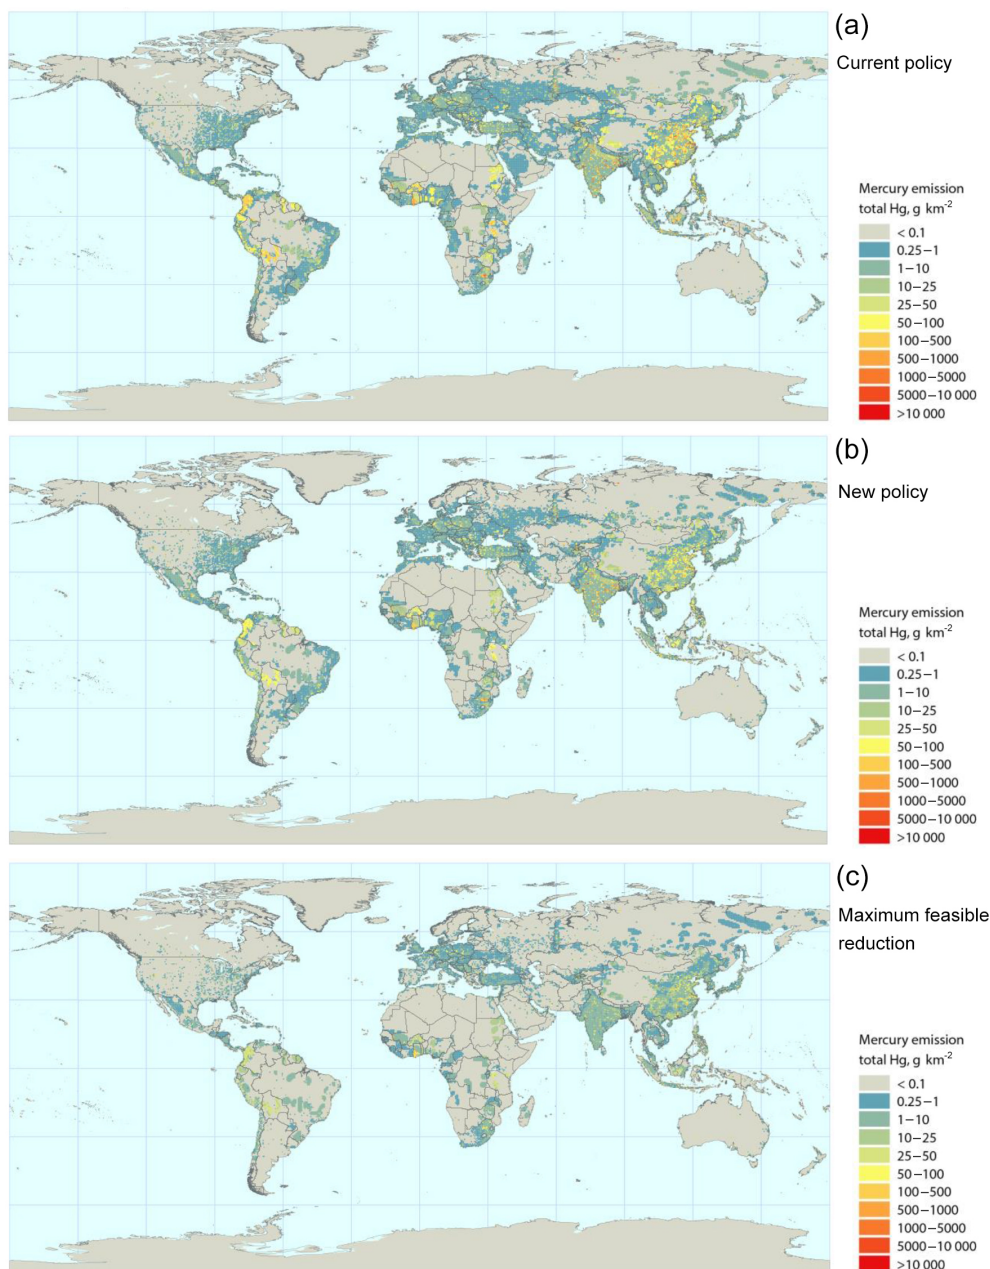 (a)
Current policy
Mercury emission
total Hg, g km⁻²
< 0.1
0.25–1
1–10
10–25
25–50
50–100
100–500
500–1000
1000–5000
5000–10 000
>10 000
(b)
New policy
Mercury emission
total Hg, g km⁻²
< 0.1
0.25–1
1–10
10–25
25–50
50–100
100–500
500–1000
1000–5000
5000–10 000
>10 000
(c)
Maximum feasible
reduction
Mercury emission
total Hg, g km⁻²
< 0.1
0.25–1
1–10
10–25
25–50
50–100
100–500
500–1000
1000–5000
5000–10 000
>10 000